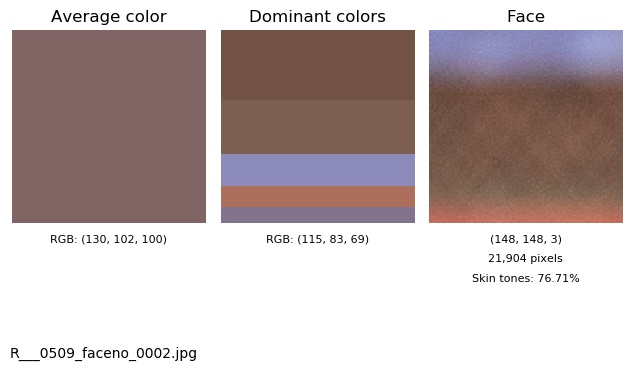 Average color
Dominant colors
Face
RGB: (130, 102, 100)
RGB: (115, 83, 69)
(148, 148, 3)
21,904 pixels
Skin tones: 76.71%
R___0509_faceno_0002.jpg